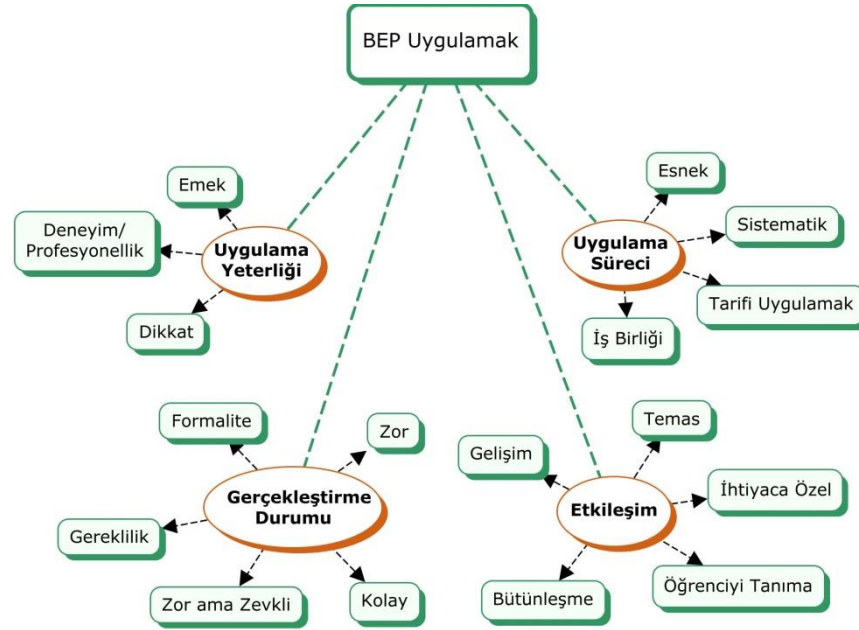 BEP Uygulamak
Emek
Deneyim/
Profesyonellik
Uygulama
Yeterliği
Dikkat
Esnek
Sistematik
Uygulama
Süreci
Tarifi Uygulamak
İş Birliği
Formalite
Zor
Gerçekleştirme
Durumu
Gereklilik
Zor ama Zevkli
Kolay
Temas
Gelişim
İhtiyaca Özel
Etkileşim
Bütünleşme
Öğrenciyi Tanıma